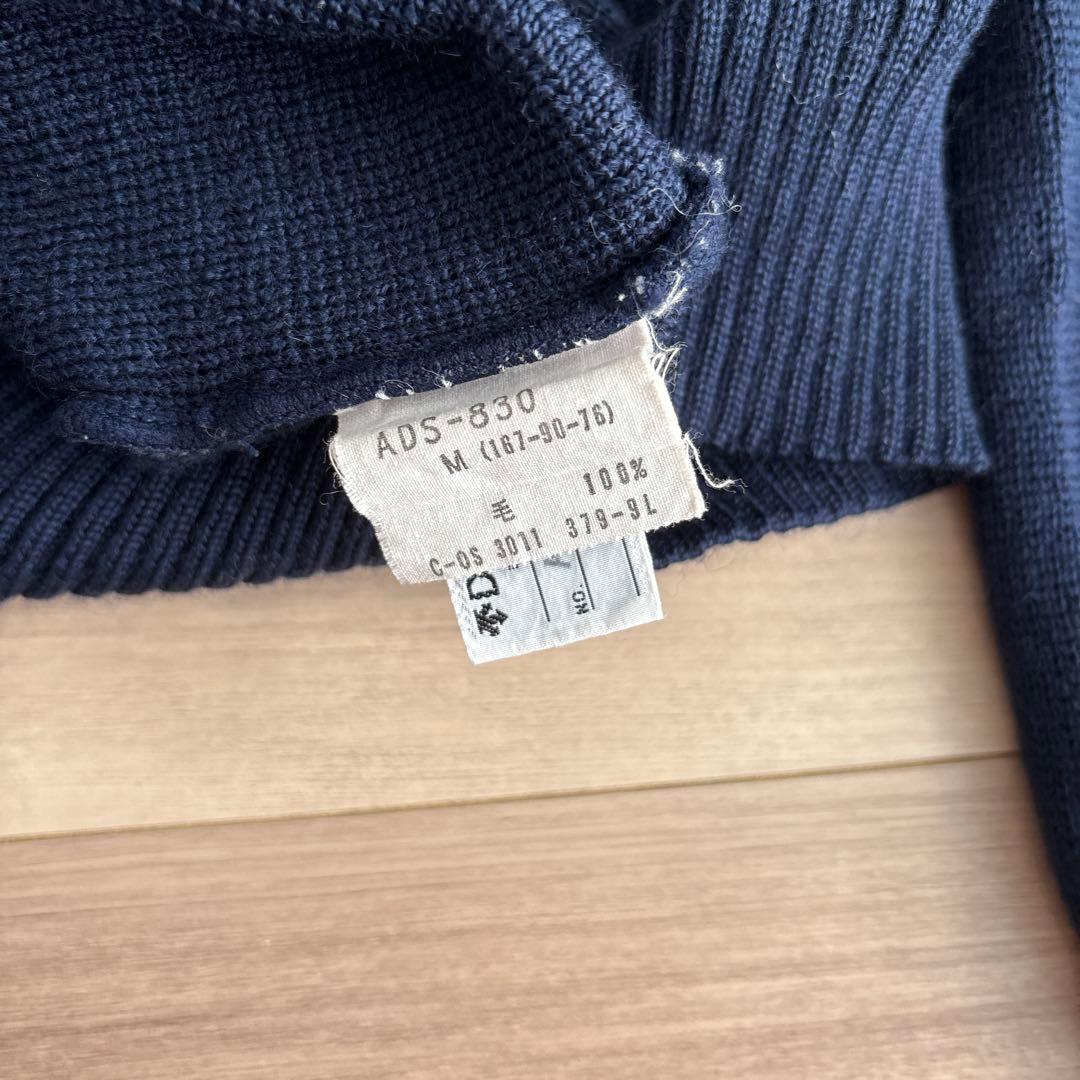 ADS-830
M (167-90-76)
毛 100%
C-OS 3011 379-9L
D
NO.